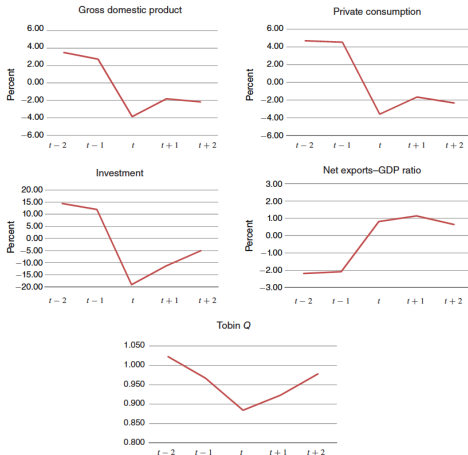 Gross domestic product
Percent
6.00
4.00
2.00
0.00
−2.00
−4.00
−6.00
t − 2 t − 1 t t + 1 t + 2
Private consumption
Percent
6.00
4.00
2.00
0.00
−2.00
−4.00
−6.00
t − 2 t − 1 t t + 1 t + 2
Investment
Percent
20.00
15.00
10.00
5.00
0.00
−5.00
−10.00
−15.00
−20.00
t − 2 t − 1 t t + 1 t + 2
Net exports–GDP ratio
Percent
3.00
2.00
1.00
0.00
−1.00
−2.00
−3.00
t − 2 t − 1 t t + 1 t + 2
Tobin Q
1.050
1.000
0.950
0.900
0.850
0.800
t − 2 t − 1 t t + 1 t + 2